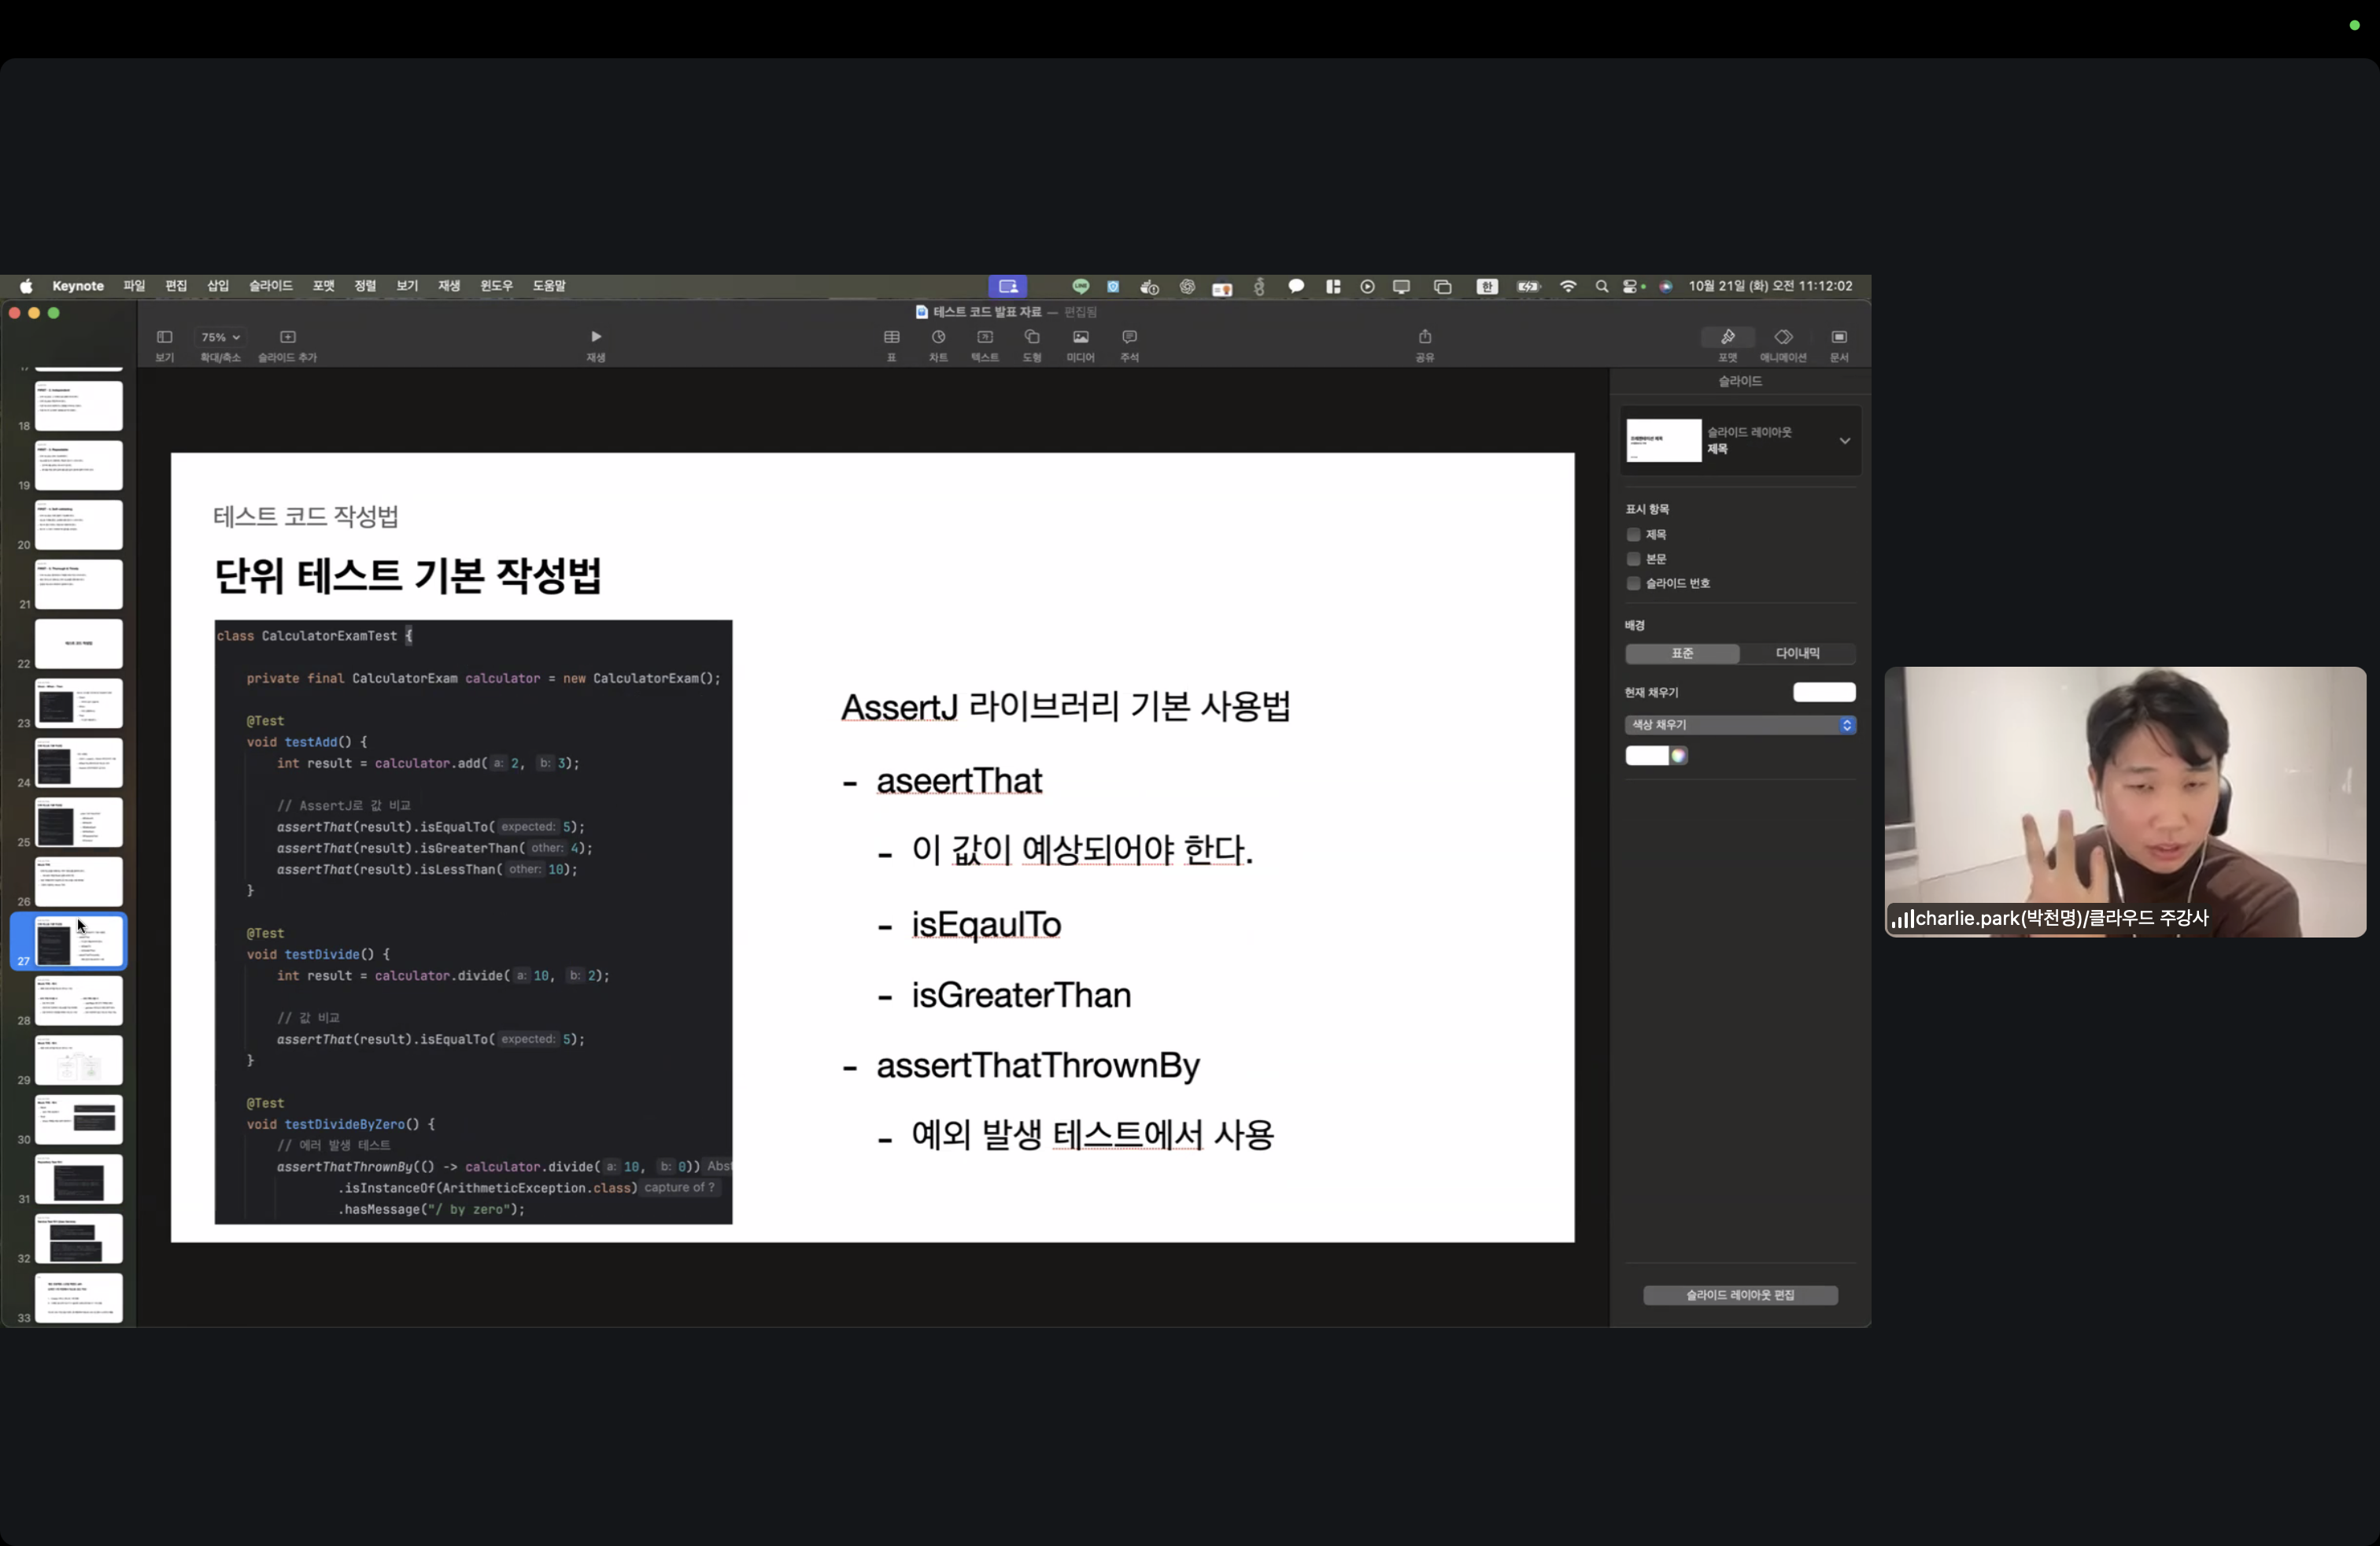 Keynote 파일 편집 삽입 슬라이드 포맷 정렬 보기 재생 윈도우 도움말 한 10월 21일 (화) 오전 11:12:02
테스트 코드 발표 자료 — 편집됨
75%
보기 확대/축소 슬라이드 추가 재생 표 차트 텍스트 도형 미디어 주석 공유 포맷 애니메이션 문서
18
19
20
21
22
23
24
25
26
27
28
29
30
31
32
33
테스트 코드 작성법
단위 테스트 기본 작성법
class CalculatorExamTest {
private final CalculatorExam calculator = new CalculatorExam();
@Test
void testAdd() {
int result = calculator.add( a: 2, b: 3);
// AssertJ로 값 비교
assertThat(result).isEqualTo( expected: 5);
assertThat(result).isGreaterThan( other: 4);
assertThat(result).isLessThan( other: 10);
}
@Test
void testDivide() {
int result = calculator.divide( a: 10, b: 2);
// 값 비교
assertThat(result).isEqualTo( expected: 5);
}
@Test
void testDivideByZero() {
// 에러 발생 테스트
assertThatThrownBy(() -> calculator.divide( a: 10, b: 0)) Abst
.isInstanceOf(ArithmeticException.class) capture of ?
.hasMessage("/ by zero");
AssertJ 라이브러리 기본 사용법
- aseertThat
- 이 값이 예상되어야 한다.
- isEqaulTo
- isGreaterThan
- assertThatThrownBy
- 예외 발생 테스트에서 사용
슬라이드
슬라이드 레이아웃
제목
표시 항목
제목
본문
슬라이드 번호
배경
표준 다이내믹
현재 채우기
색상 채우기
슬라이드 레이아웃 편집
charlie.park(박천명)/클라우드 주강사